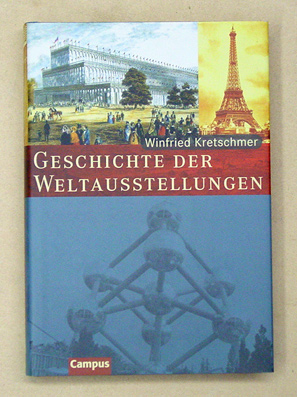 Winfried Kretschmer
GESCHICHTE DER
WELTAUSSTELLUNGEN
Campus